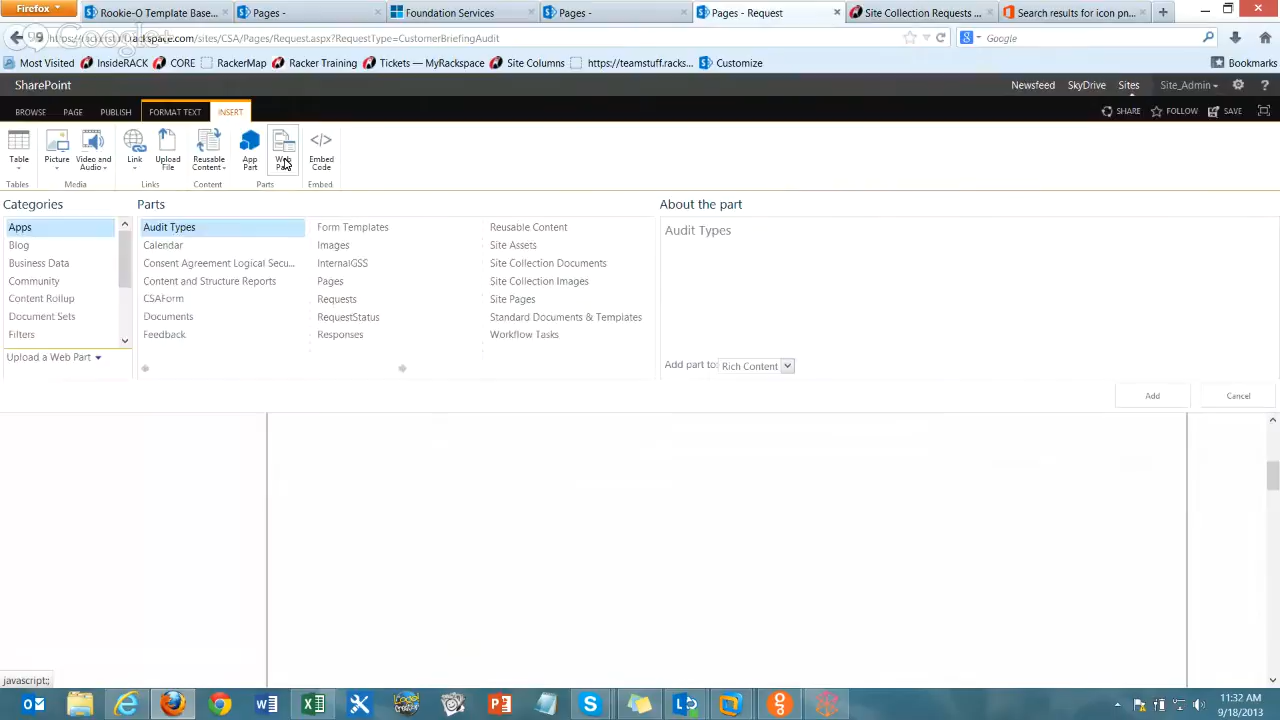 Firefox
Rookie-O Template Base...
Pages -
Foundation Services
Pages -
Pages - Request
Site Collection Requests ...
Search results for icon pn...
/sites/CSA/Pages/Request.aspx?RequestType=CustomerBriefingAudit
Google
Most Visited
InsideRACK
CORE
RackerMap
Racker Training
Tickets — MyRackspace
Site Columns
https://teamstuff.racks...
Customize
Bookmarks
SharePoint
Newsfeed
SkyDrive
Sites
Site_Admin
BROWSE
PAGE
PUBLISH
FORMAT TEXT
INSERT
SHARE
FOLLOW
SAVE
Table
Picture
Video and Audio
Link
Upload File
Reusable Content
App Part
Web Part
Embed Code
Tables
Media
Links
Content
Parts
Embed
Categories
Parts
About the part
Apps
Blog
Business Data
Community
Content Rollup
Document Sets
Filters
Upload a Web Part
Audit Types
Calendar
Consent Agreement Logical Secu...
Content and Structure Reports
CSAForm
Documents
Feedback
Form Templates
Images
InternalGSS
Pages
Requests
RequestStatus
Responses
Reusable Content
Site Assets
Site Collection Documents
Site Collection Images
Site Pages
Standard Documents & Templates
Workflow Tasks
Audit Types
Add part to:
Rich Content
Add
Cancel
javascript:;
11:32 AM
9/18/2013